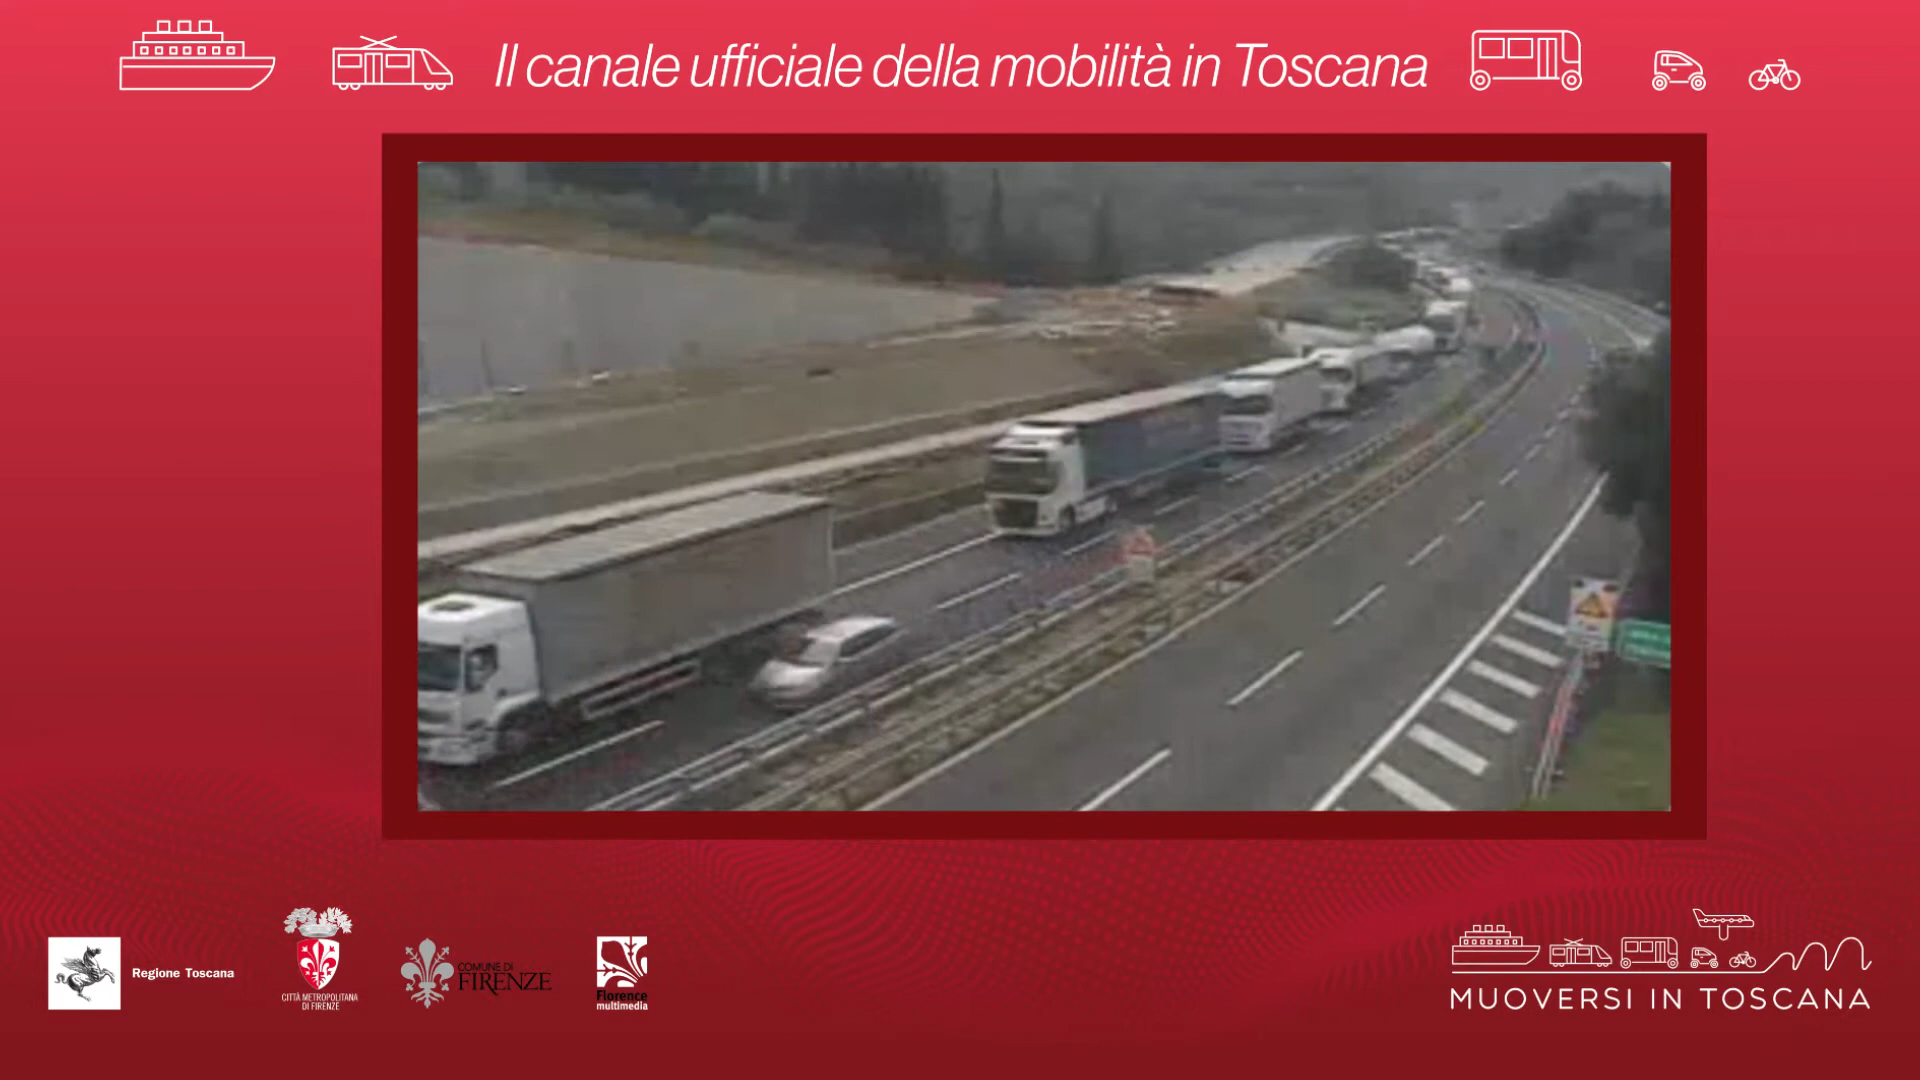 Il canale ufficiale della mobilità in Toscana
Regione Toscana
CITTÀ METROPOLITANA
DI FIRENZE
COMUNE DI
FIRENZE
Florence
multimedia
MUOVERSI IN TOSCANA